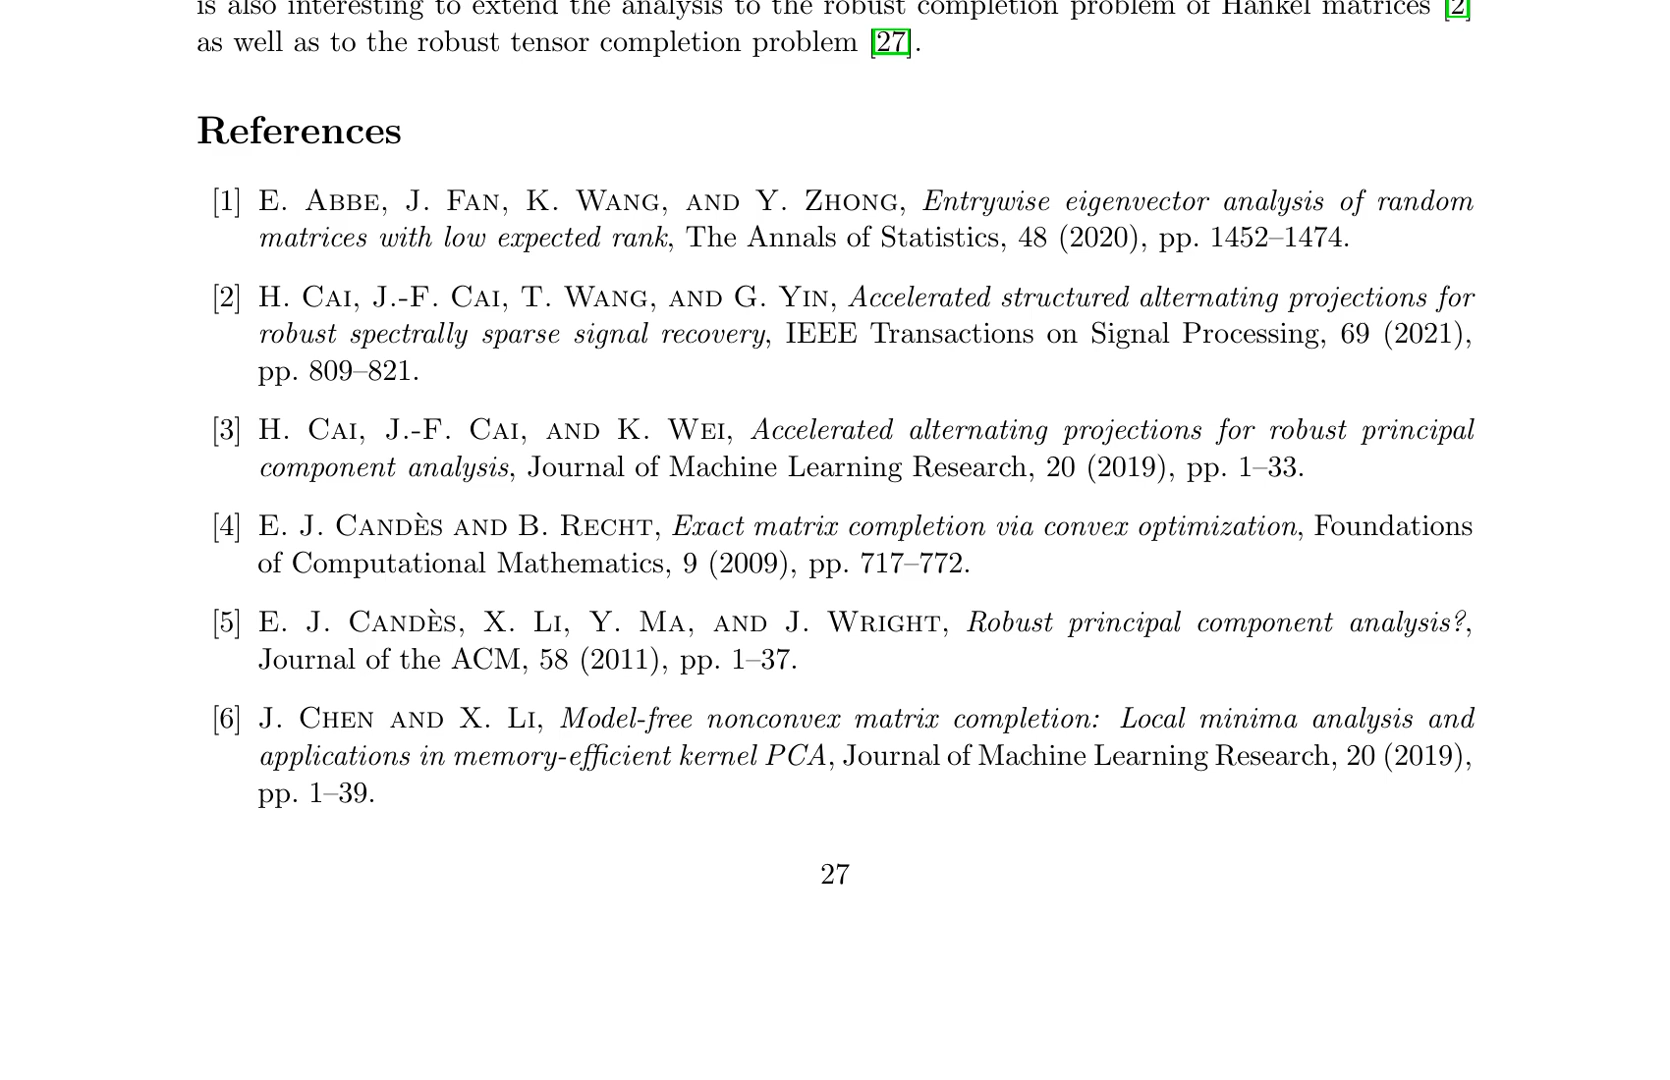 is also interesting to extend the analysis to the robust completion problem of Hankel matrices [2]
as well as to the robust tensor completion problem [27].
References
[1] E. Abbe, J. Fan, K. Wang, and Y. Zhong, Entrywise eigenvector analysis of random
matrices with low expected rank, The Annals of Statistics, 48 (2020), pp. 1452–1474.
[2] H. Cai, J.-F. Cai, T. Wang, and G. Yin, Accelerated structured alternating projections for
robust spectrally sparse signal recovery, IEEE Transactions on Signal Processing, 69 (2021),
pp. 809–821.
[3] H. Cai, J.-F. Cai, and K. Wei, Accelerated alternating projections for robust principal
component analysis, Journal of Machine Learning Research, 20 (2019), pp. 1–33.
[4] E. J. Candès and B. Recht, Exact matrix completion via convex optimization, Foundations
of Computational Mathematics, 9 (2009), pp. 717–772.
[5] E. J. Candès, X. Li, Y. Ma, and J. Wright, Robust principal component analysis?,
Journal of the ACM, 58 (2011), pp. 1–37.
[6] J. Chen and X. Li, Model-free nonconvex matrix completion: Local minima analysis and
applications in memory-efficient kernel PCA, Journal of Machine Learning Research, 20 (2019),
pp. 1–39.
27